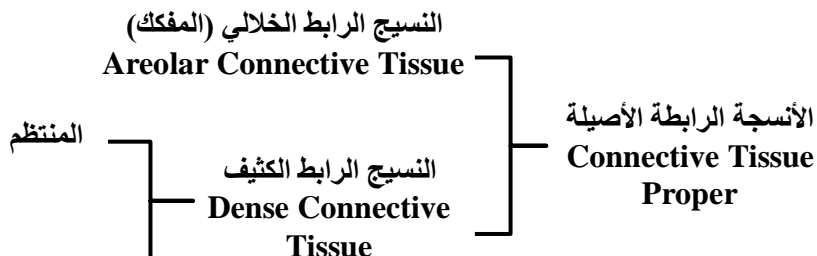 النسيج الرابط الخلالي (المفكك)
Areolar Connective Tissue
الأنسجة الرابطة الأصيلة
Connective Tissue
Proper
المنتظم
النسيج الرابط الكثيف
Dense Connective
Tissue